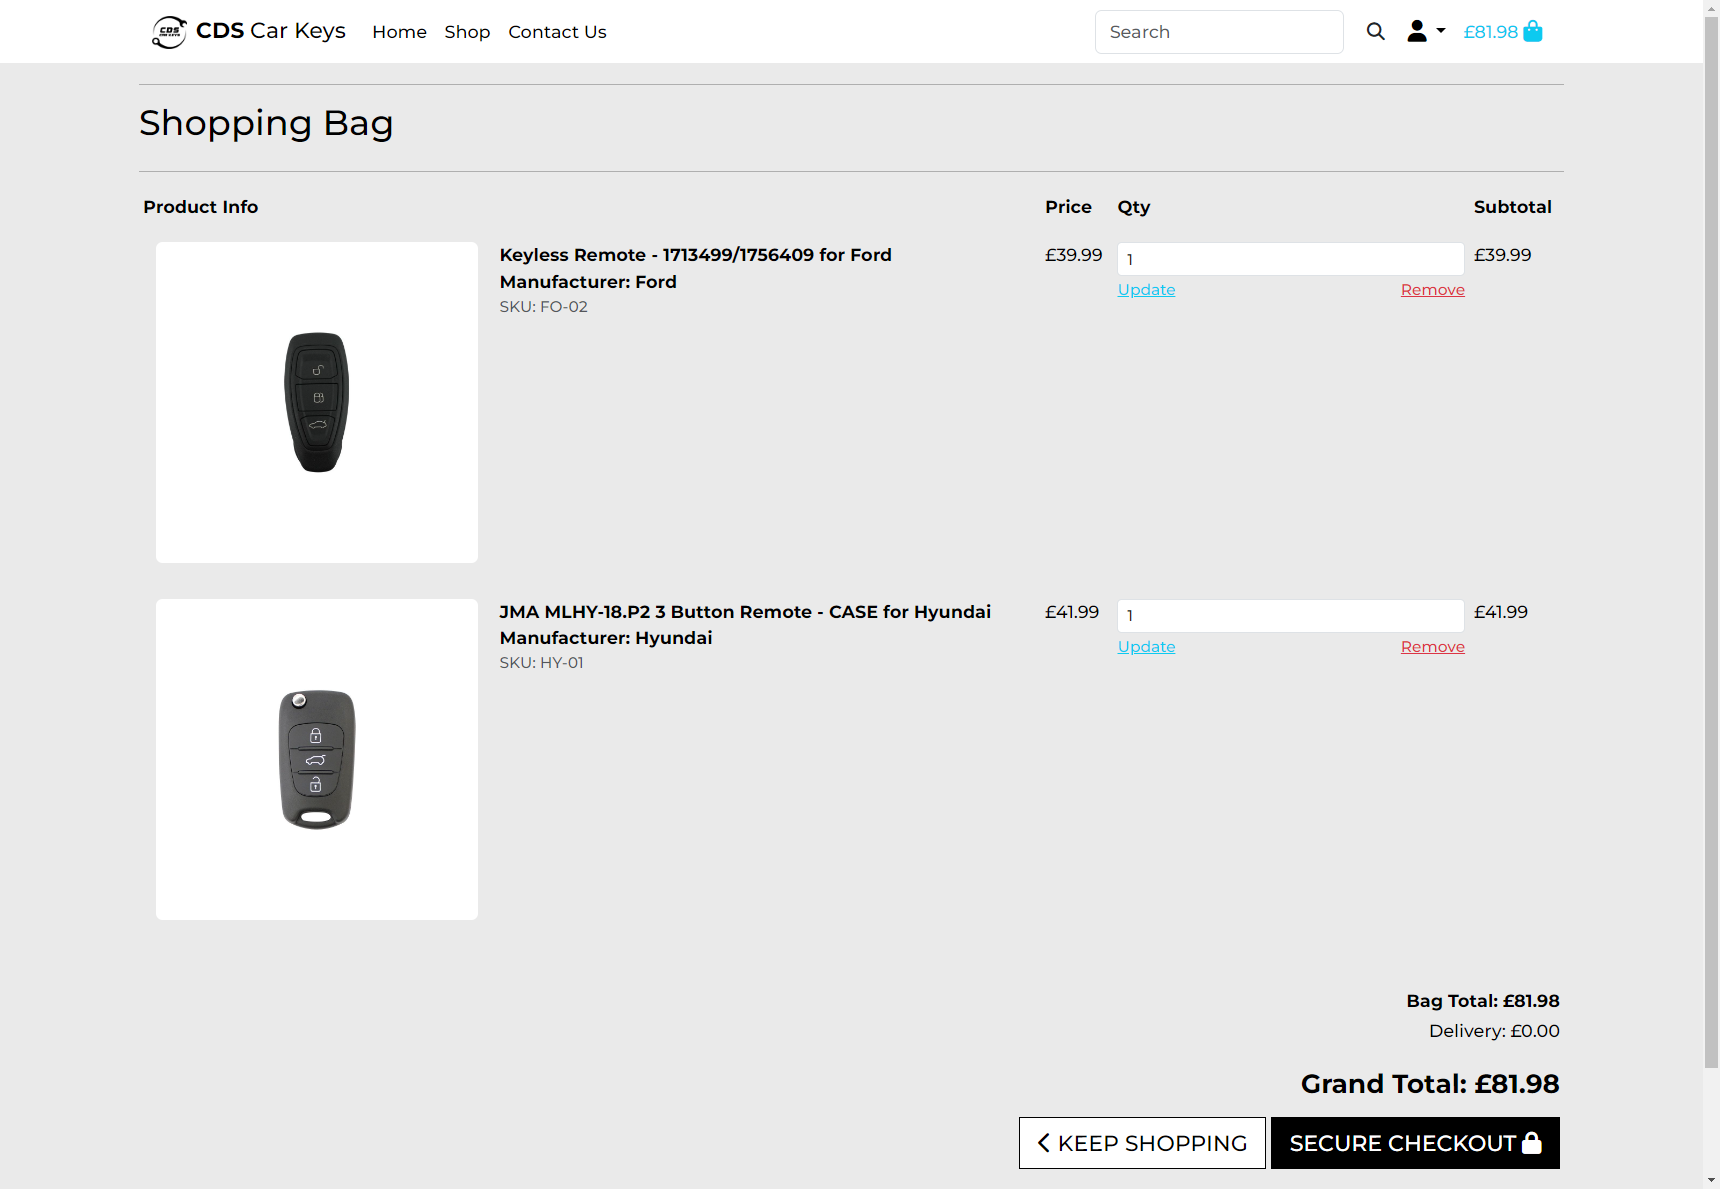 CDS CAR KEYS
CDS Car Keys Home Shop Contact Us Search £81.98
Shopping Bag
Product Info Price Qty Subtotal
Keyless Remote - 1713499/1756409 for Ford £39.99 1 £39.99
Manufacturer: Ford
Update Remove
SKU: FO-02
JMA MLHY-18.P2 3 Button Remote - CASE for Hyundai £41.99 1 £41.99
Manufacturer: Hyundai
Update Remove
SKU: HY-01
Bag Total: £81.98
Delivery: £0.00
Grand Total: £81.98
KEEP SHOPPING SECURE CHECKOUT